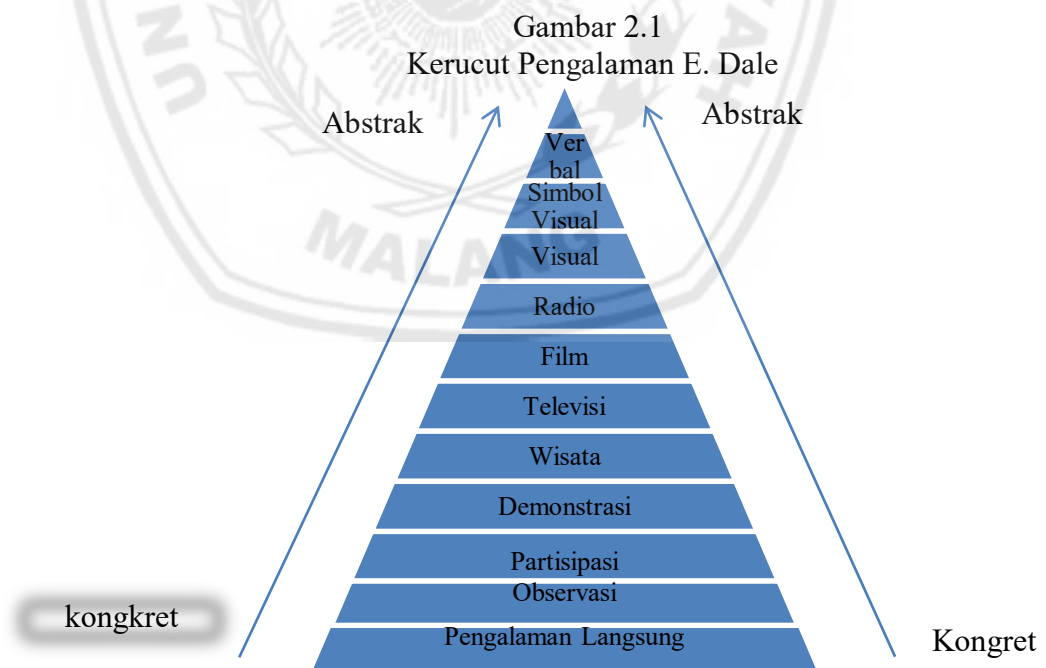 Gambar 2.1
Kerucut Pengalaman E. Dale
Abstrak
Abstrak
Ver
bal
Simbol
Visual
Visual
Radio
Film
Televisi
Wisata
Demonstrasi
Partisipasi
Observasi
Pengalaman Langsung
kongkret
Kongret
MALANG